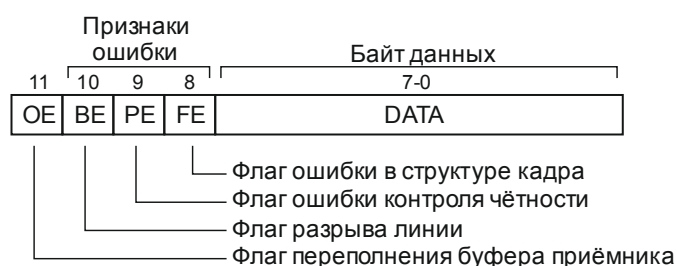 Признаки
ошибки
Байт данных
11 10 9 8 7-0
OE BE PE FE DATA
Флаг ошибки в структуре кадра
Флаг ошибки контроля чётности
Флаг разрыва линии
Флаг переполнения буфера приёмника